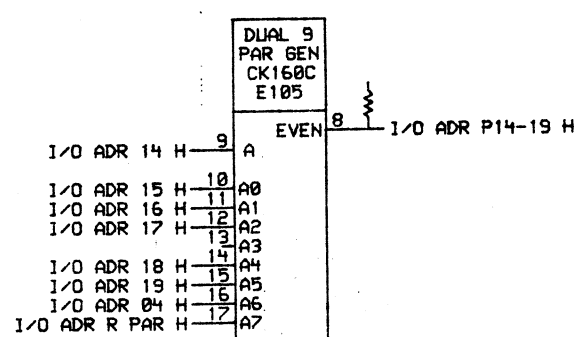 DUAL 9
PAR GEN
CK160C
E105
EVEN 8 I/O ADR P14-19 H
I/O ADR 14 H 9 A
I/O ADR 15 H 10 A0
I/O ADR 16 H 11 A1
I/O ADR 17 H 12 A2
13 A3
I/O ADR 18 H 14 A4
I/O ADR 19 H 15 A5
I/O ADR 04 H 16 A6
I/O ADR R PAR H 17 A7